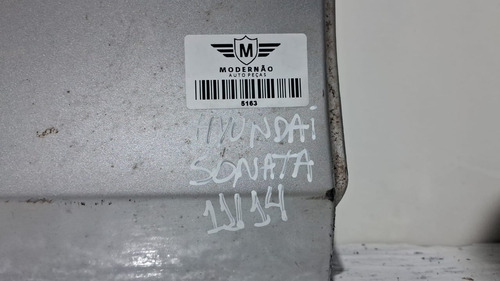 M
MODERNÃO
AUTO PEÇAS
5163
HYUNDAi
SONATA
11/14